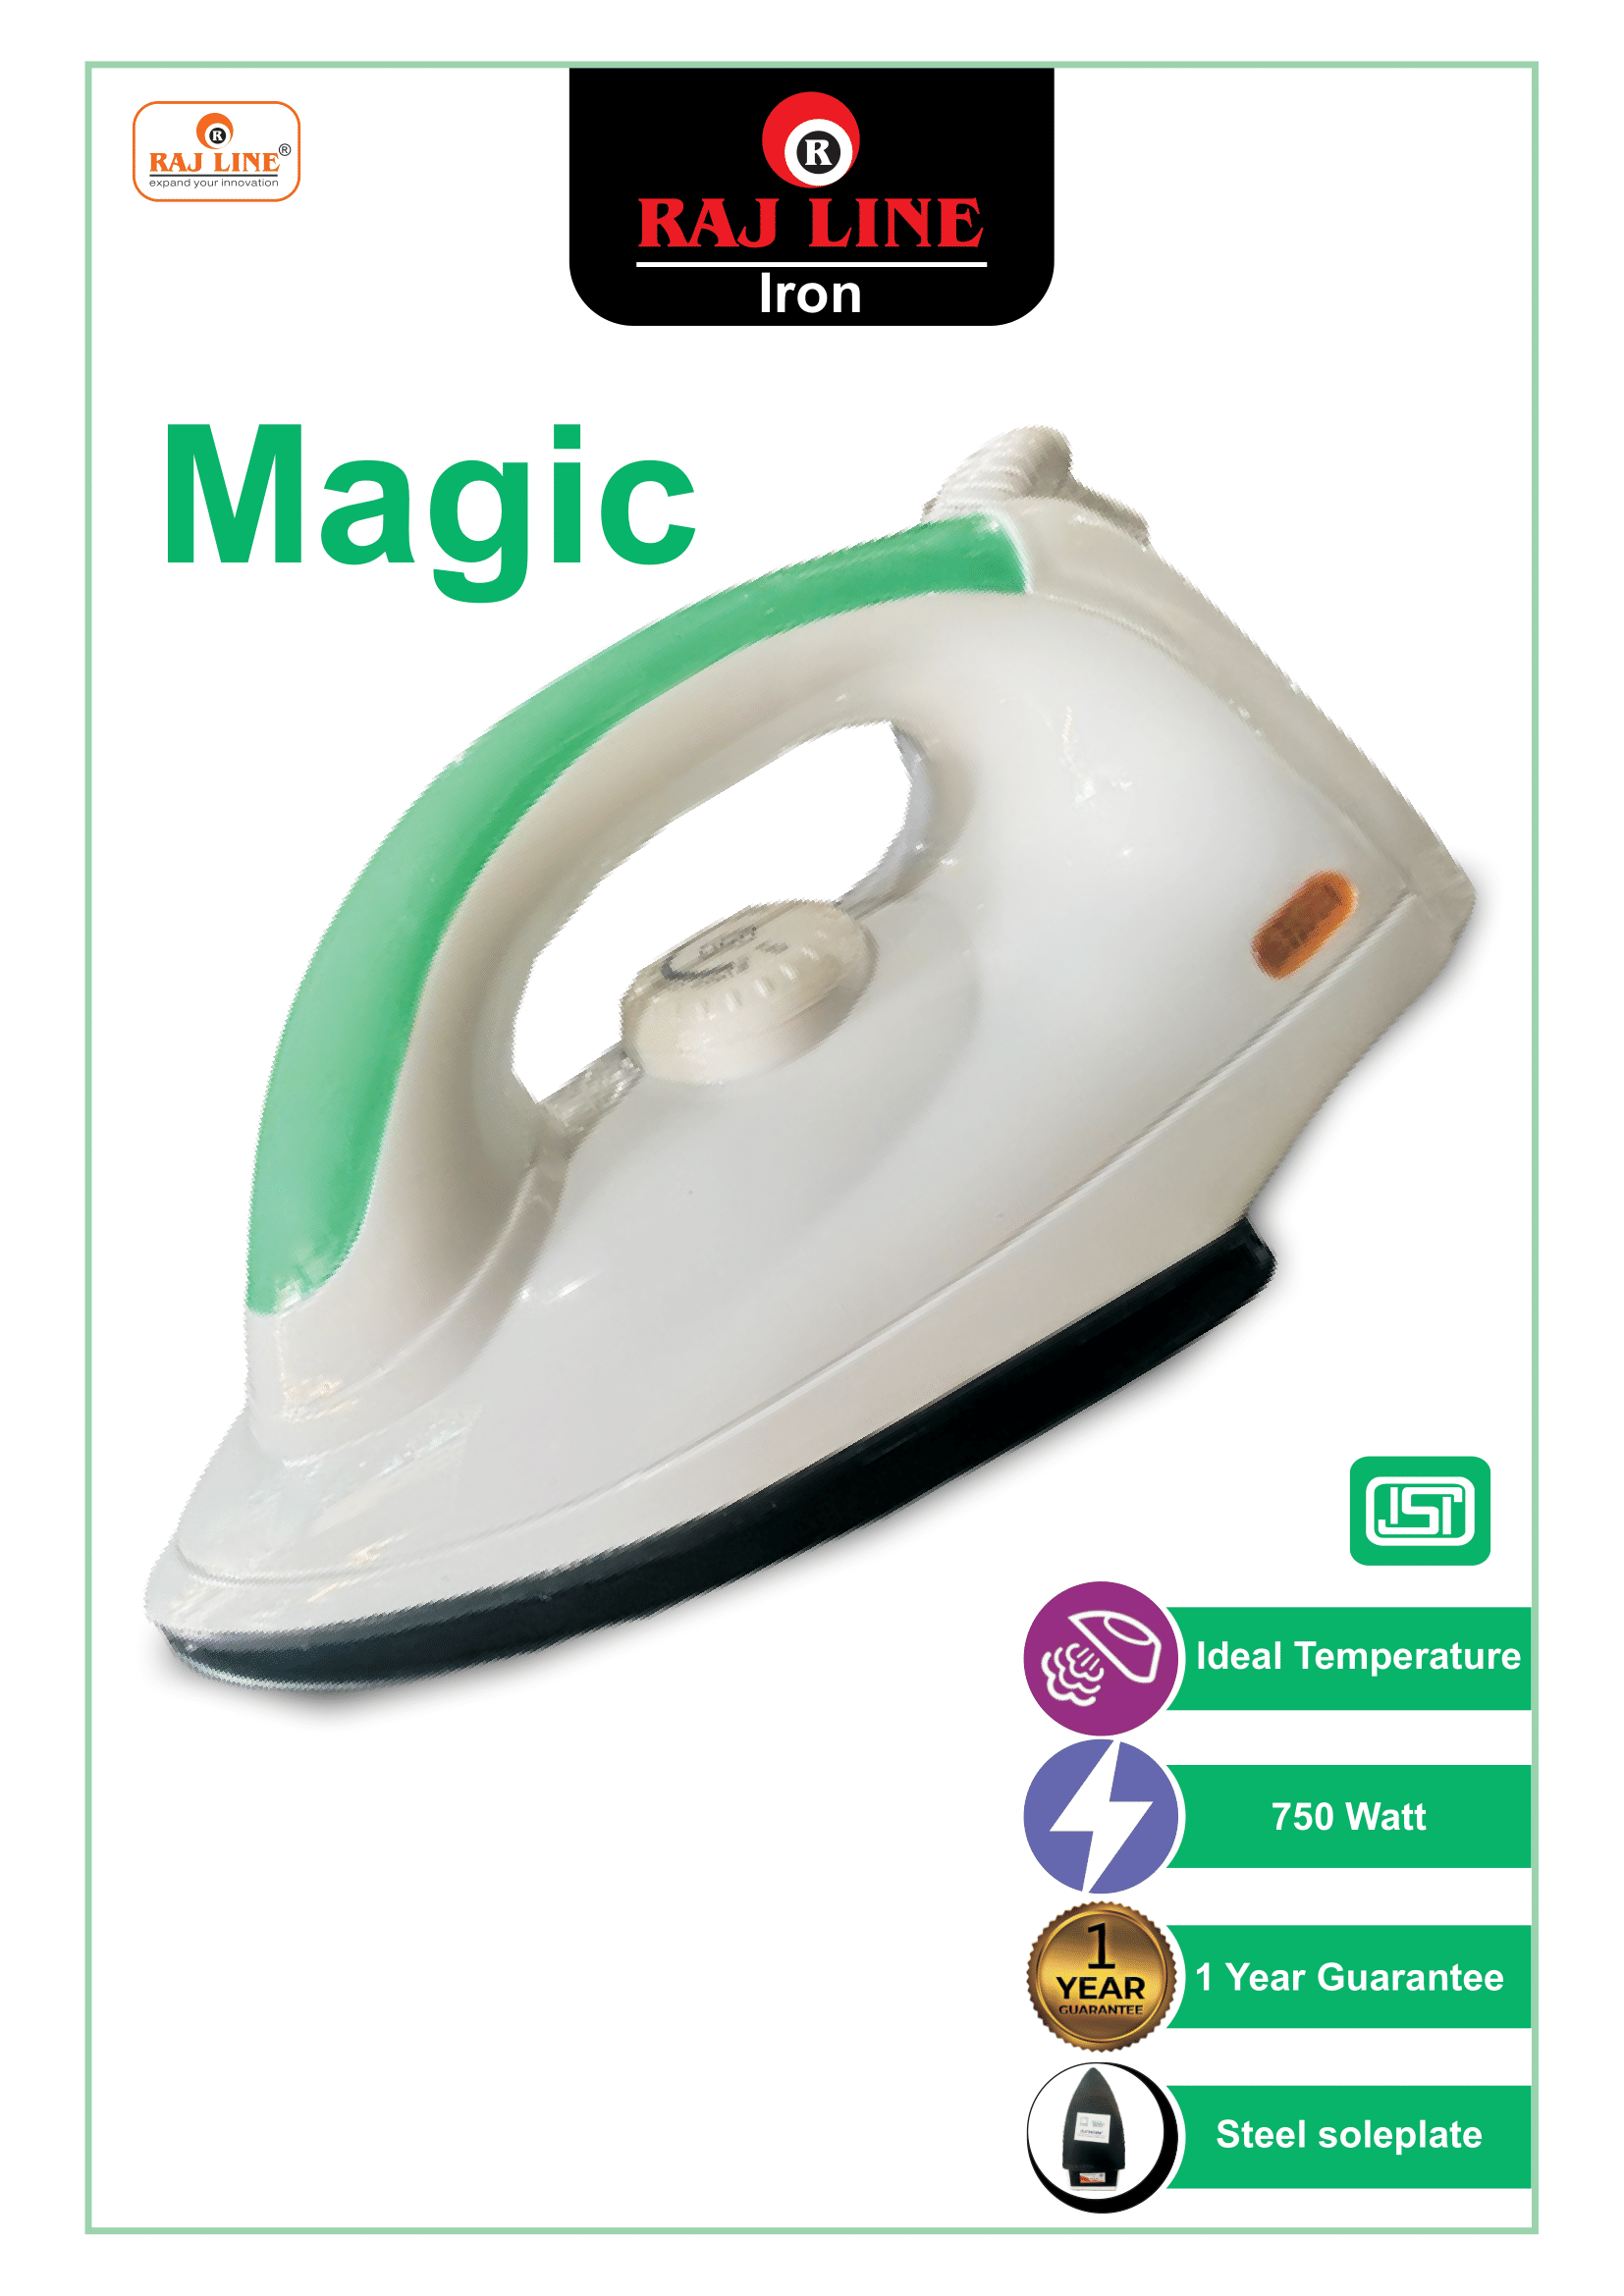 R
RAJ LINE®
expand your innovation
R
RAJ LINE
Iron
Magic
ISI
Ideal Temperature
750 Watt
1
YEAR
GUARANTEE
1 Year Guarantee
Steel soleplate